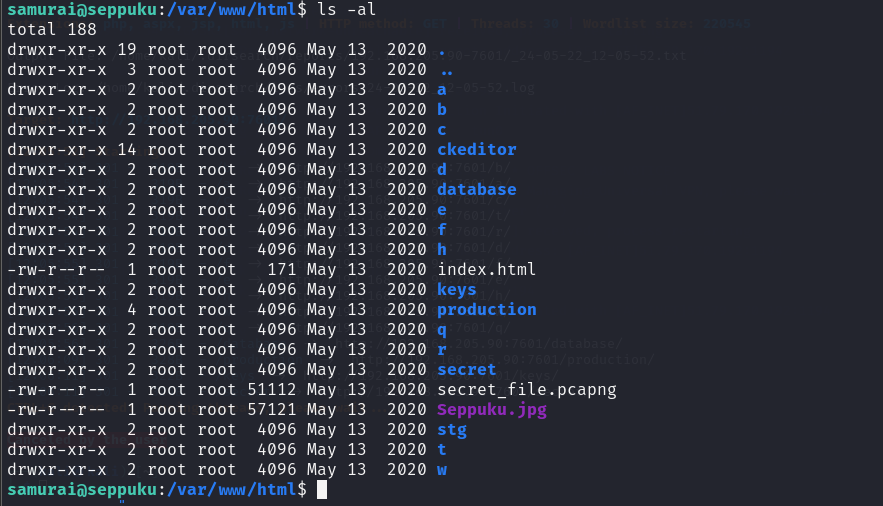 samurai@seppuku:/var/www/html$ ls -al
total 188
drwxr-xr-x 19 root root  4096 May 13  2020 .
drwxr-xr-x  3 root root  4096 May 13  2020 ..
drwxr-xr-x  2 root root  4096 May 13  2020 a
drwxr-xr-x  2 root root  4096 May 13  2020 b
drwxr-xr-x  2 root root  4096 May 13  2020 c
drwxr-xr-x 14 root root  4096 May 13  2020 ckeditor
drwxr-xr-x  2 root root  4096 May 13  2020 d
drwxr-xr-x  2 root root  4096 May 13  2020 database
drwxr-xr-x  2 root root  4096 May 13  2020 e
drwxr-xr-x  2 root root  4096 May 13  2020 f
drwxr-xr-x  2 root root  4096 May 13  2020 h
-rw-r--r--  1 root root   171 May 13  2020 index.html
drwxr-xr-x  2 root root  4096 May 13  2020 keys
drwxr-xr-x  4 root root  4096 May 13  2020 production
drwxr-xr-x  2 root root  4096 May 13  2020 q
drwxr-xr-x  2 root root  4096 May 13  2020 r
drwxr-xr-x  2 root root  4096 May 13  2020 secret
-rw-r--r--  1 root root 51112 May 13  2020 secret_file.pcapng
-rw-r--r--  1 root root 57121 May 13  2020 Seppuku.jpg
drwxr-xr-x  2 root root  4096 May 13  2020 stg
drwxr-xr-x  2 root root  4096 May 13  2020 t
drwxr-xr-x  2 root root  4096 May 13  2020 w
samurai@seppuku:/var/www/html$